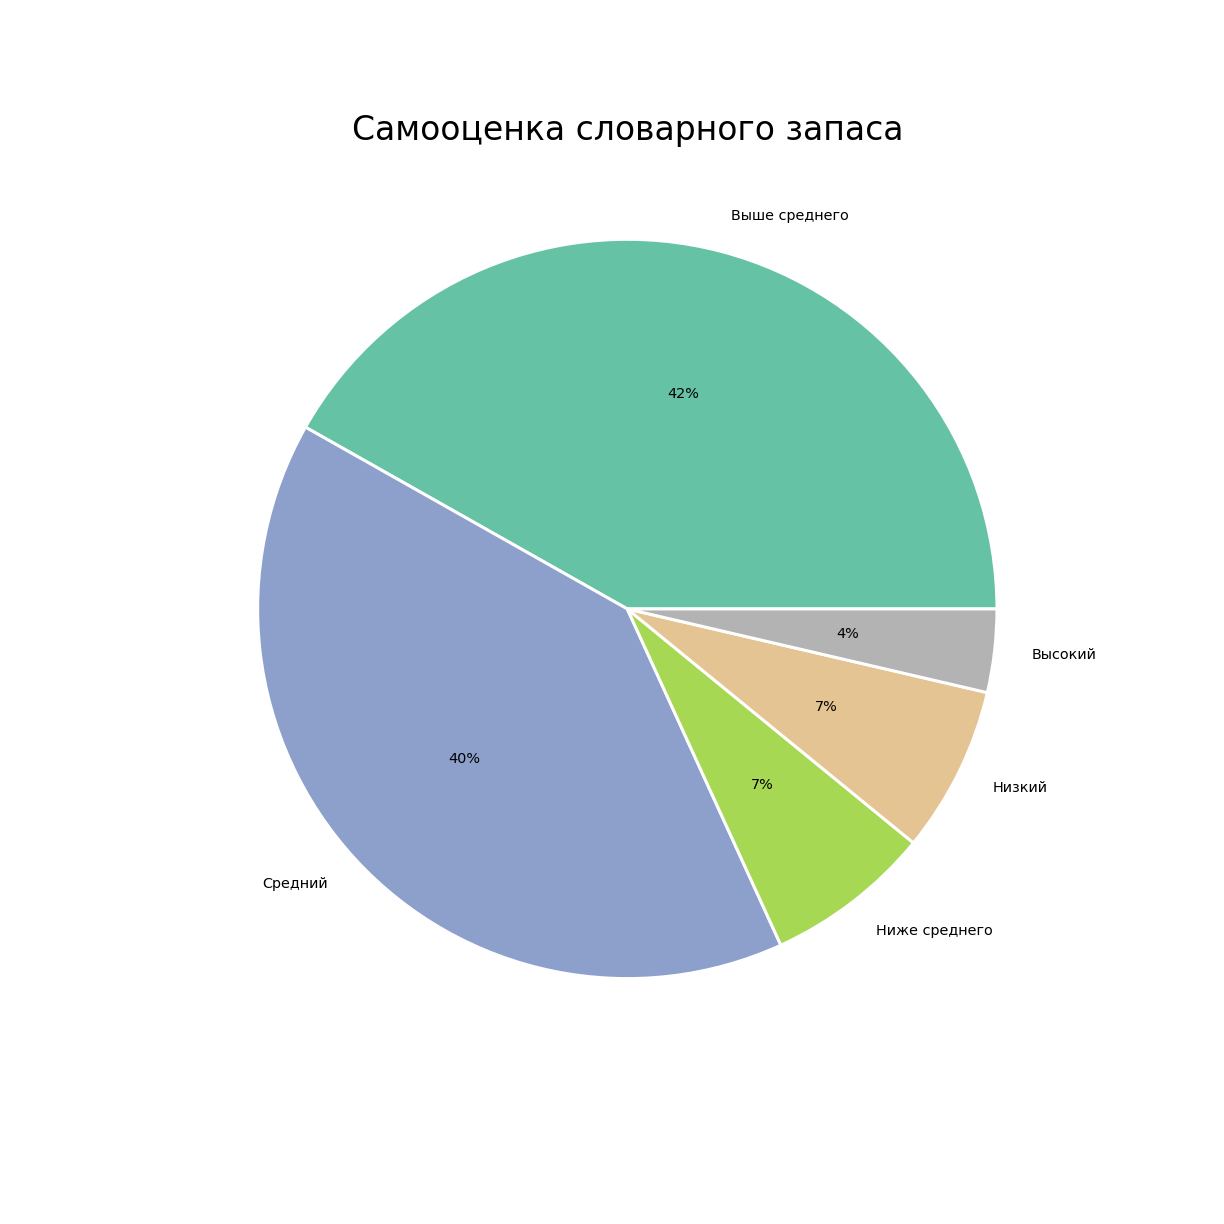 Самооценка словарного запаса
Выше среднего
42%
4%
Высокий
7%
40%
7%
Низкий
Средний
Ниже среднего